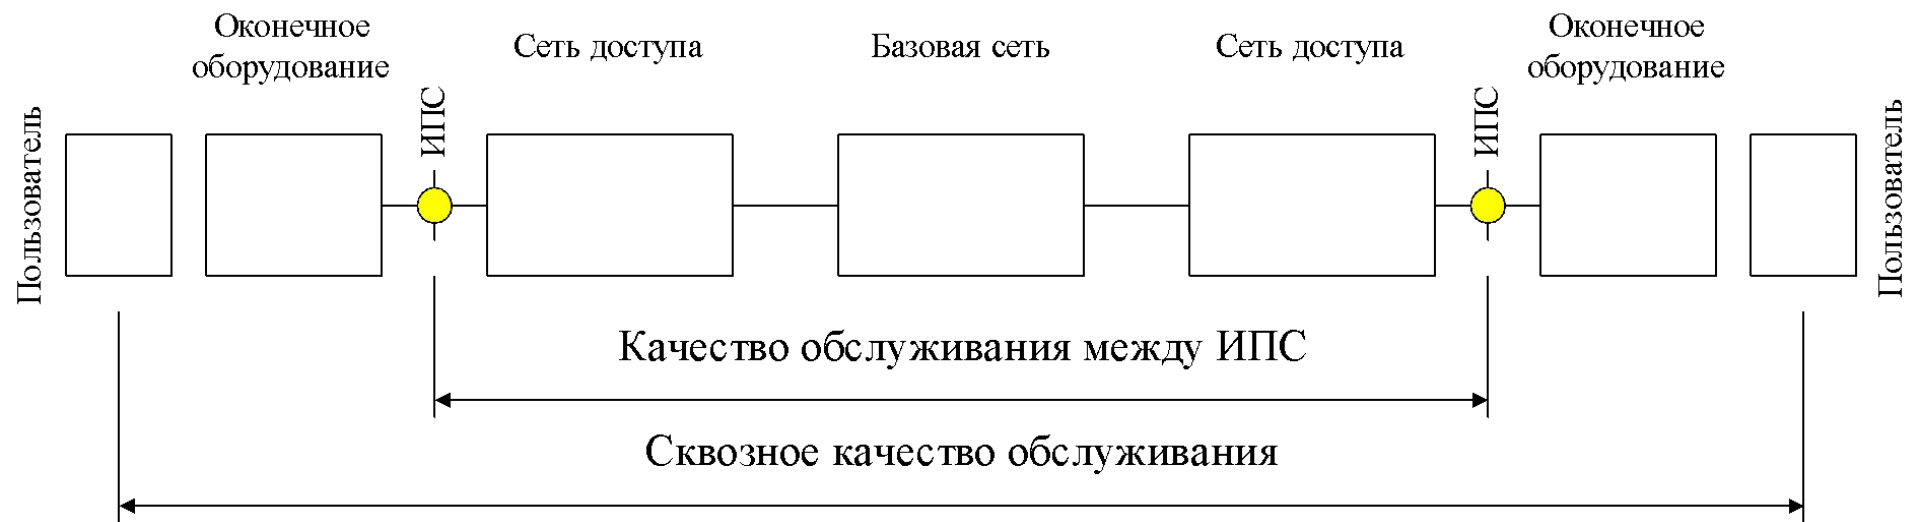 Оконечное
оборудование
Сеть доступа
Базовая сеть
Сеть доступа
Оконечное
оборудование
Пользователь
ИПС
ИПС
Пользователь
Качество обслуживания между ИПС
Сквозное качество обслуживания